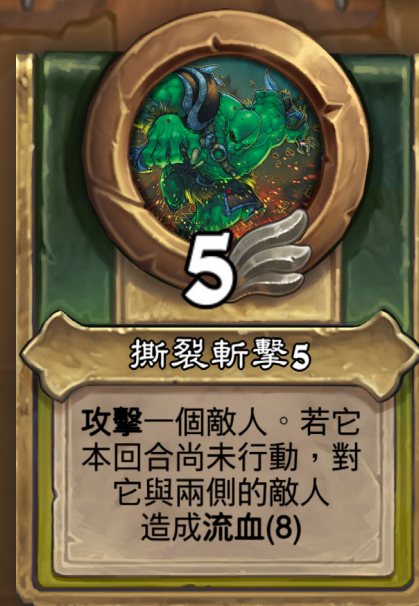 5
撕裂斬擊5
攻擊一個敵人。若它
本回合尚未行動，對
它與兩側的敵人
造成流血(8)